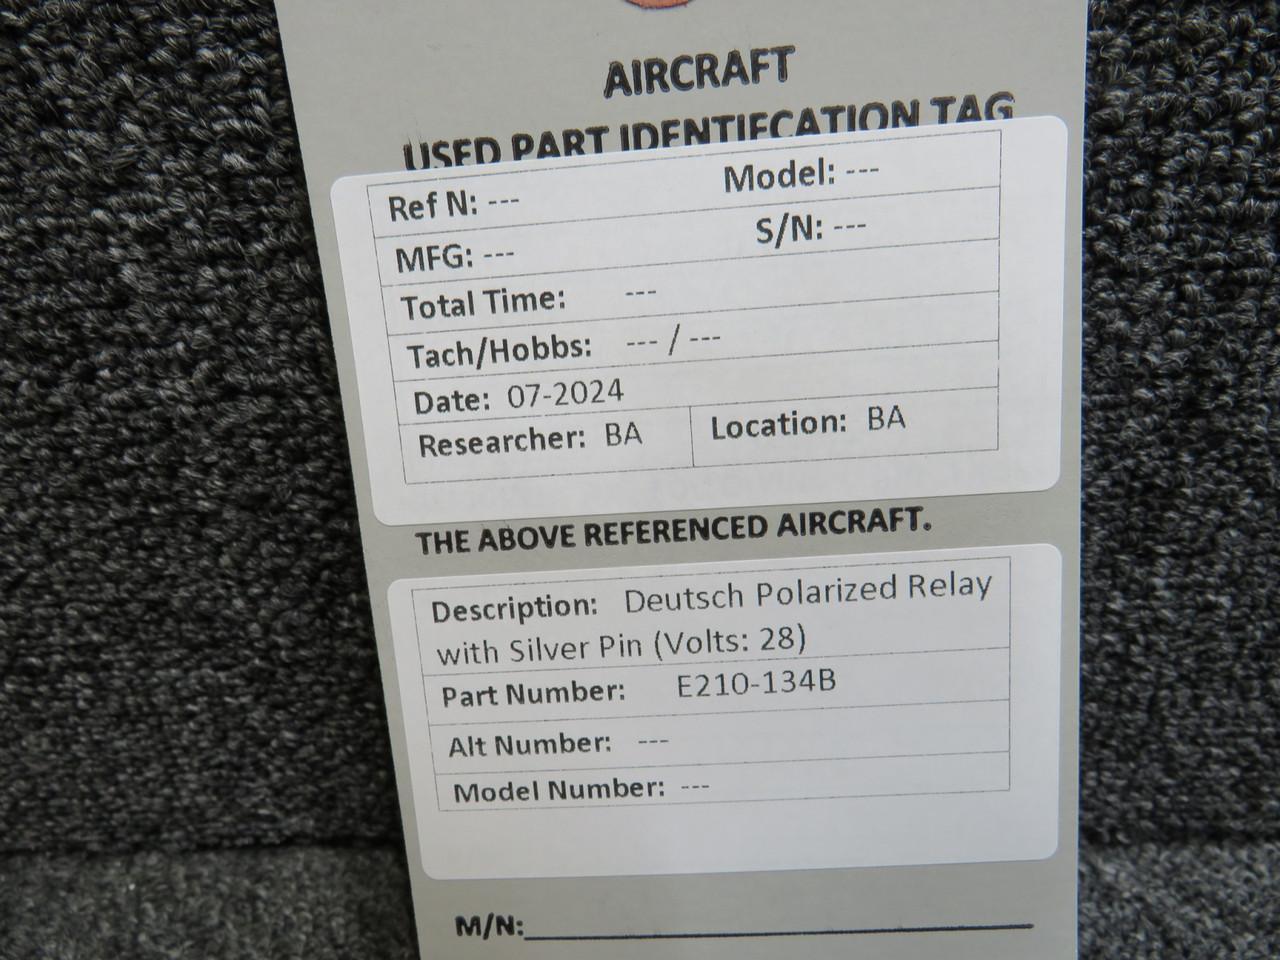 AIRCRAFT
USED PART IDENTIFCATION TAG
Ref N: --- Model: ---
MFG: --- S/N: ---
Total Time: ---
Tach/Hobbs: --- / ---
Date: 07-2024
Researcher: BA Location: BA
THE ABOVE REFERENCED AIRCRAFT.
Description: Deutsch Polarized Relay
with Silver Pin (Volts: 28)
Part Number: E210-134B
Alt Number: ---
Model Number: ---
M/N: